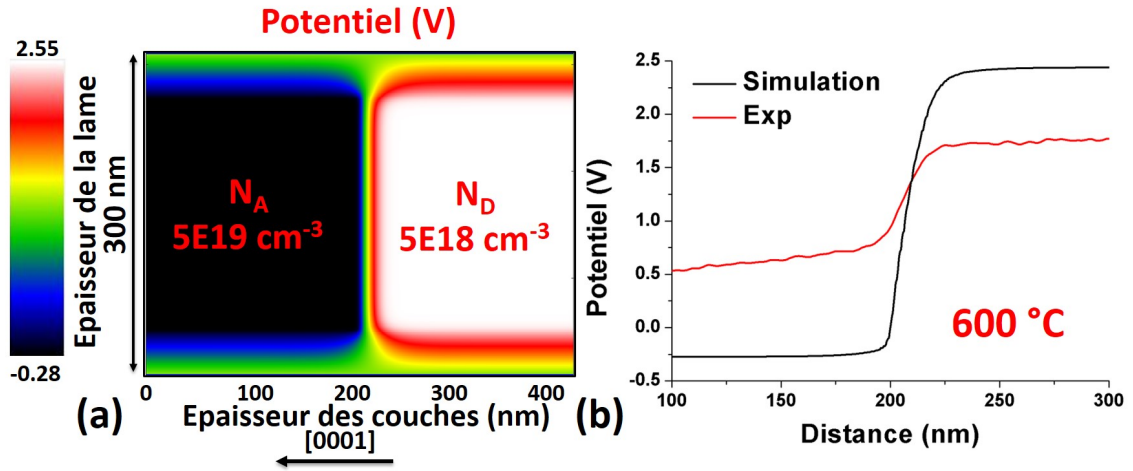 Potentiel (V)
2.55
-0.28
Epaisseur de la lame
300 nm
N_A
5E19 cm⁻³
N_D
5E18 cm⁻³
0 100 200 300 400
Epaisseur des couches (nm)
(a)
[0001]
2.5
2.0
1.5
1.0
0.5
0.0
-0.5
Potentiel (V)
Simulation
Exp
600 °C
100 150 200 250 300
Distance (nm)
(b)